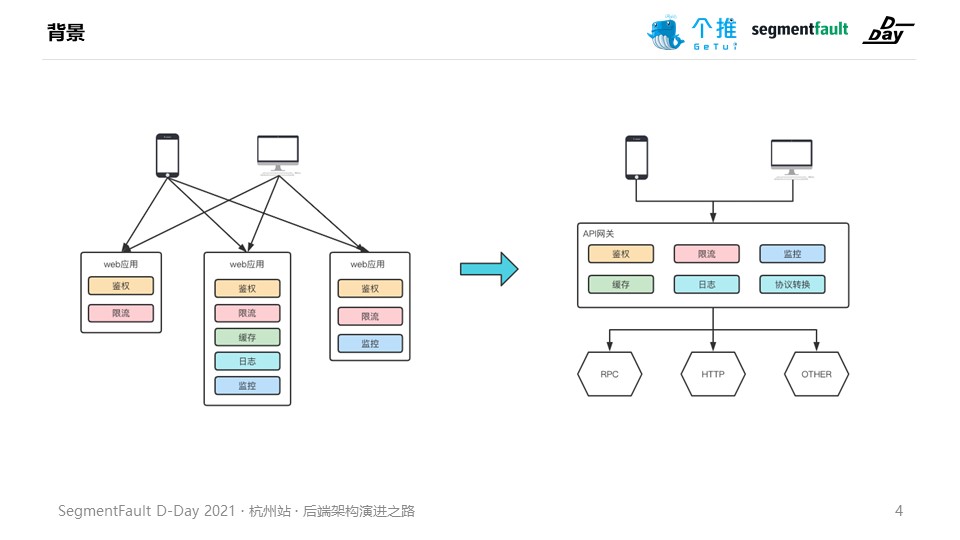 背景
个推
GeTui
segmentfault
D-Day
web应用
鉴权
限流
web应用
鉴权
限流
缓存
日志
监控
web应用
鉴权
限流
监控
API网关
鉴权
限流
监控
缓存
日志
协议转换
RPC
HTTP
OTHER
SegmentFault D-Day 2021 · 杭州站 · 后端架构演进之路
4